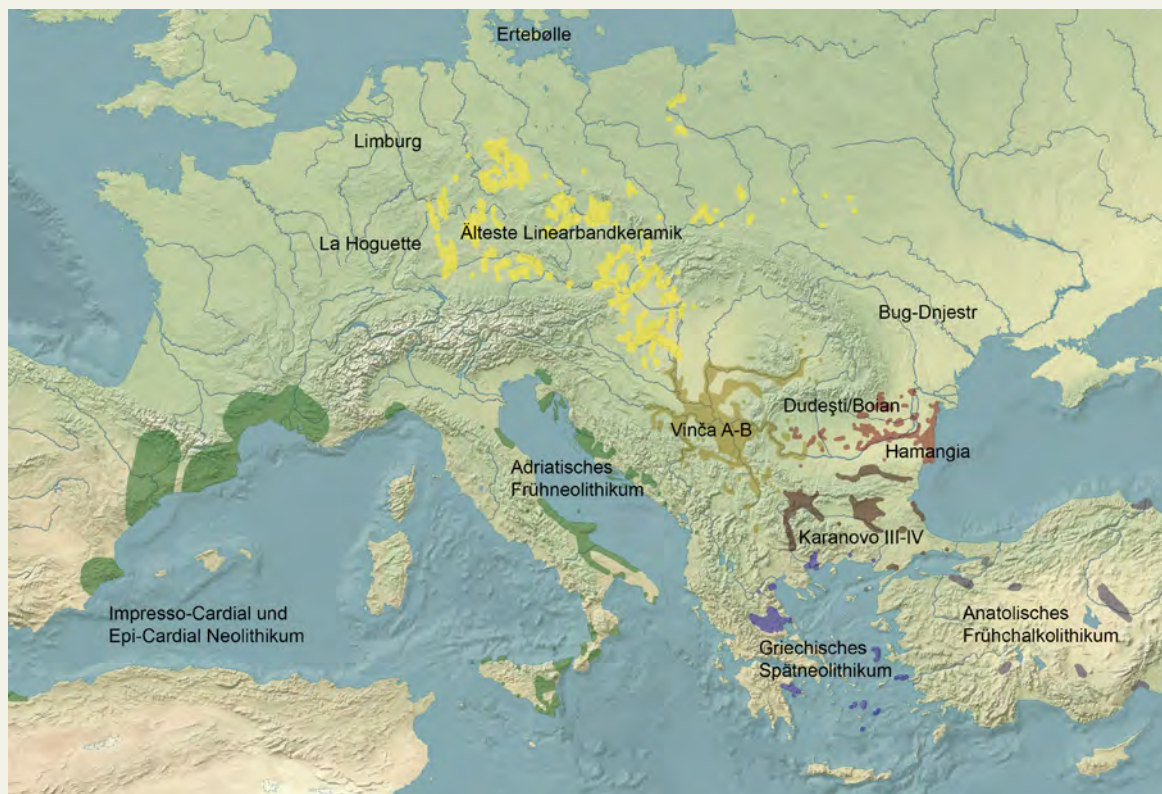 Ertebølle
Limburg
La Hoguette
Älteste Linearbandkeramik
Bug-Dnjestr
Dudeşti/Boian
Vinča A-B
Hamangia
Adriatisches
Frühneolithikum
Karanovo III-IV
Impresso-Cardial und
Epi-Cardial Neolithikum
Anatolisches
Frühchalkolithikum
Griechisches
Spätneolithikum